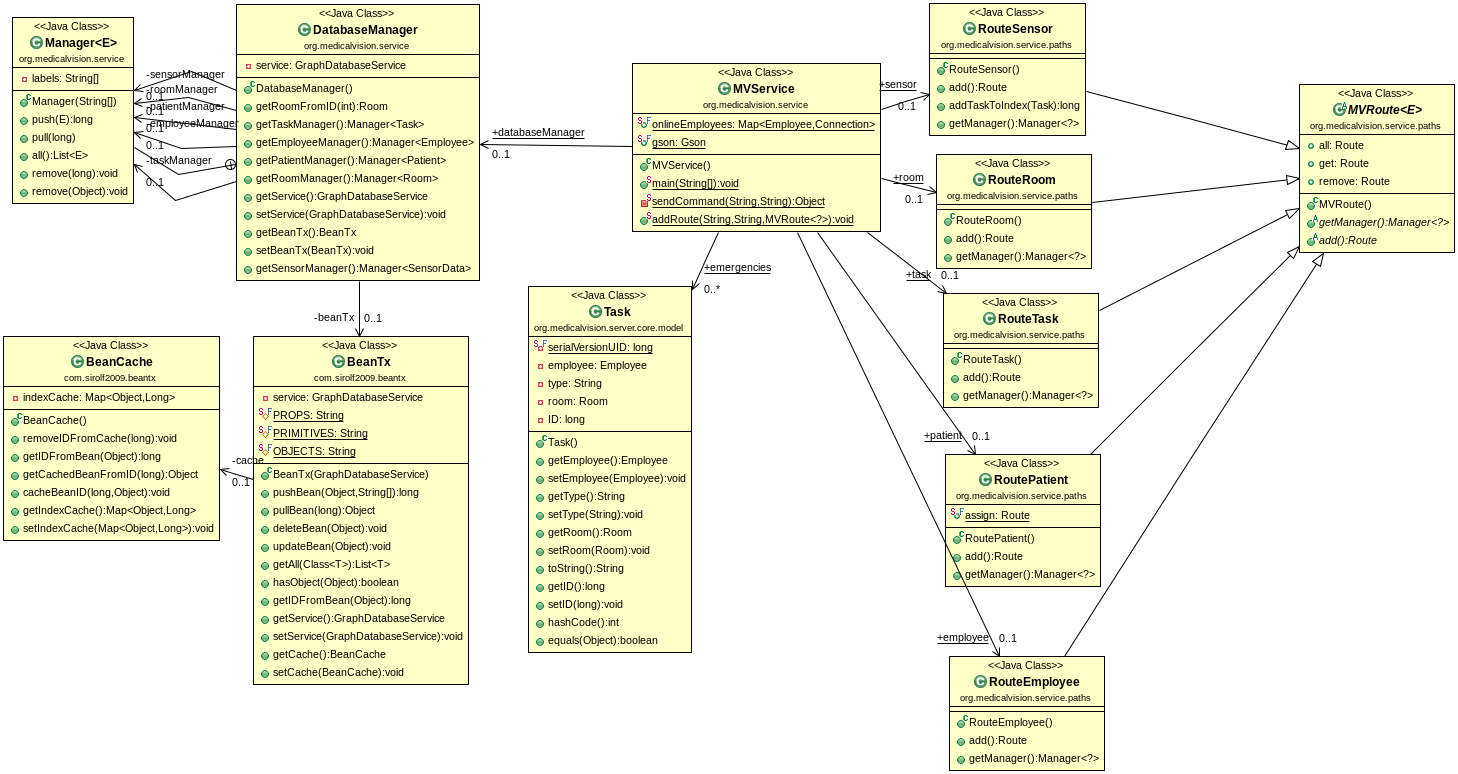 <<Java Class>>
Manager<E>
org.medicalvision.service
labels: String[]
Manager(String[])
push(E):long
pull(long)
all():List<E>
remove(long):void
remove(Object):void
-sensorManager
0..1
-roomManager
0..1
-patientManager
0..1
-employeeManager
0..1
-taskManager
0..1
<<Java Class>>
DatabaseManager
org.medicalvision.service
service: GraphDatabaseService
DatabaseManager()
getRoomFromID(int):Room
getTaskManager():Manager<Task>
getEmployeeManager():Manager<Employee>
getPatientManager():Manager<Patient>
getRoomManager():Manager<Room>
getService():GraphDatabaseService
setService(GraphDatabaseService):void
getBeanTx():BeanTx
setBeanTx(BeanTx):void
getSensorManager():Manager<SensorData>
+databaseManager
0..1
<<Java Class>>
MVService
org.medicalvision.service
onlineEmployees: Map<Employee,Connection>
gson: Gson
MVService()
main(String[]):void
sendCommand(String,String):Object
addRoute(String,String,MVRoute<?>):void
+sensor
0..1
<<Java Class>>
RouteSensor
org.medicalvision.service.paths
RouteSensor()
add():Route
addTaskToIndex(Task):long
getManager():Manager<?>
+room
0..1
<<Java Class>>
RouteRoom
org.medicalvision.service.paths
RouteRoom()
add():Route
getManager():Manager<?>
<<Java Class>>
MVRoute<E>
org.medicalvision.service.paths
all: Route
get: Route
remove: Route
MVRoute()
getManager():Manager<?>
add():Route
+task
0..1
<<Java Class>>
RouteTask
org.medicalvision.service.paths
RouteTask()
add():Route
getManager():Manager<?>
-beanTx
0..1
<<Java Class>>
BeanCache
com.sirolf2009.beantx
indexCache: Map<Object,Long>
BeanCache()
removeIDFromCache(long):void
getIDFromBean(Object):long
getCachedBeanFromID(long):Object
cacheBeanID(long,Object):void
getIndexCache():Map<Object,Long>
setIndexCache(Map<Object,Long>):void
-cache
0..1
<<Java Class>>
BeanTx
com.sirolf2009.beantx
service: GraphDatabaseService
PROPS: String
PRIMITIVES: String
OBJECTS: String
BeanTx(GraphDatabaseService)
pushBean(Object,String[]):long
pullBean(long):Object
deleteBean(Object):void
updateBean(Object):void
getAll(Class<T>):List<T>
hasObject(Object):boolean
getIDFromBean(Object):long
getService():GraphDatabaseService
setService(GraphDatabaseService):void
getCache():BeanCache
setCache(BeanCache):void
+emergencies
0..*
<<Java Class>>
Task
org.medicalvision.server.core.model
serialVersionUID: long
employee: Employee
type: String
room: Room
ID: long
Task()
getEmployee():Employee
setEmployee(Employee):void
getType():String
setType(String):void
getRoom():Room
setRoom(Room):void
toString():String
getID():long
setID(long):void
hashCode():int
equals(Object):boolean
+patient
0..1
<<Java Class>>
RoutePatient
org.medicalvision.service.paths
assign: Route
RoutePatient()
add():Route
getManager():Manager<?>
+employee
0..1
<<Java Class>>
RouteEmployee
org.medicalvision.service.paths
RouteEmployee()
add():Route
getManager():Manager<?>